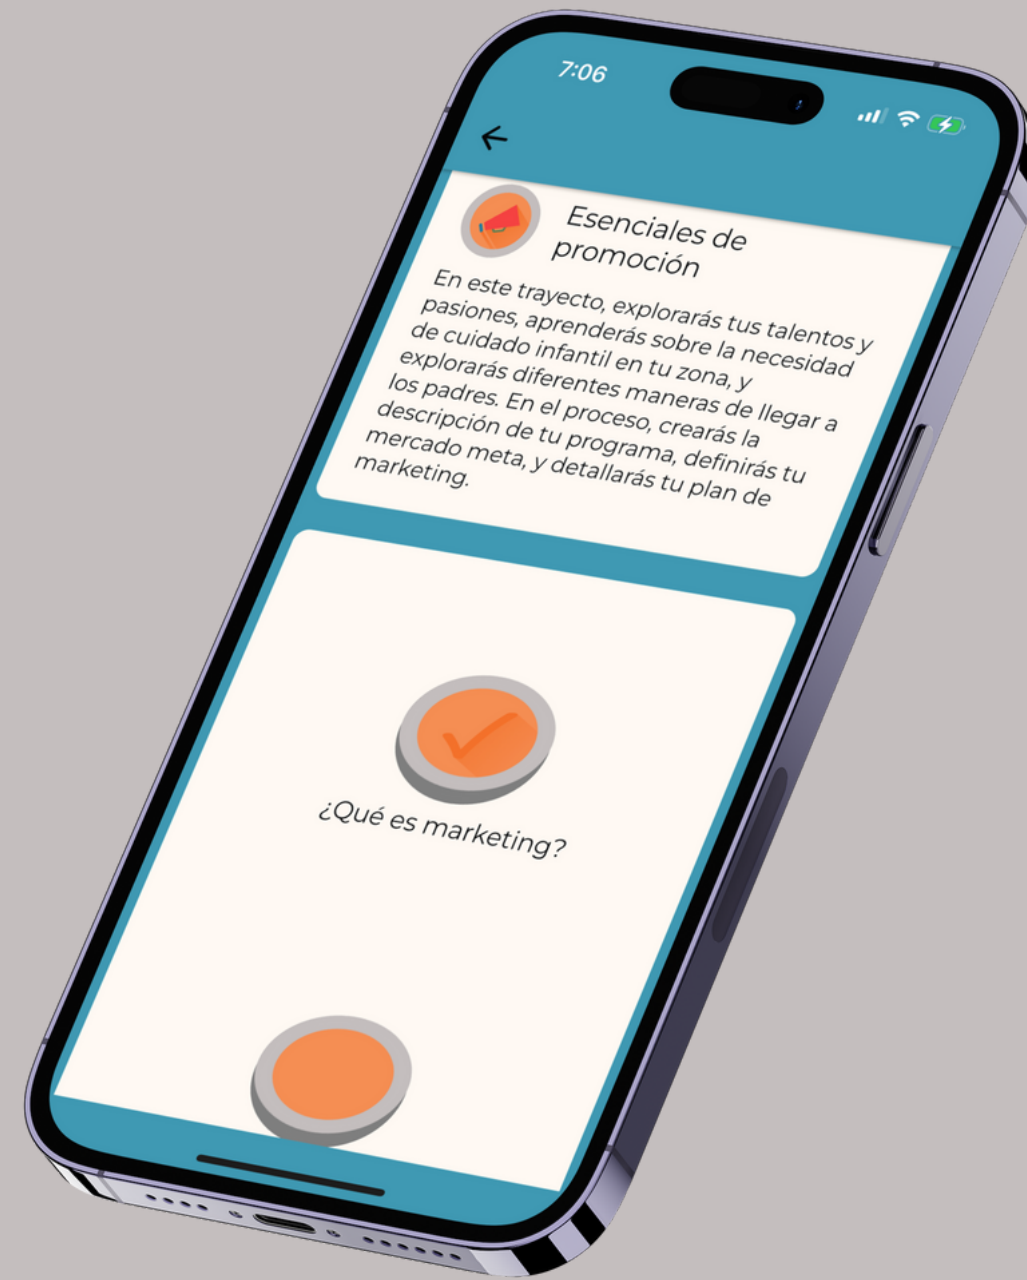 7:06
Esenciales de
promoción
En este trayecto, explorarás tus talentos y
pasiones, aprenderás sobre la necesidad
de cuidado infantil en tu zona, y
explorarás diferentes maneras de llegar a
los padres. En el proceso, crearás la
descripción de tu programa, definirás tu
mercado meta, y detallarás tu plan de
marketing.
¿Qué es marketing?